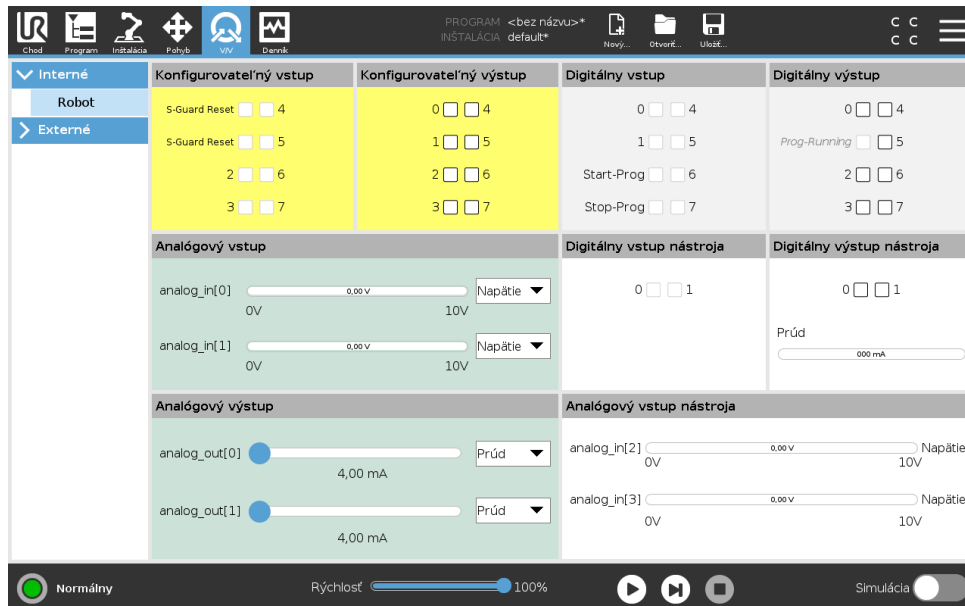 PROGRAM <bez názvu>*
INŠTALÁCIA default*
Chod Program Inštalácia Pohyb V/V Denník Nový... Otvoriť... Uložiť...
C C
C C
Interné
Robot
Externé
Konfigurovateľný vstup
S-Guard Reset 4
S-Guard Reset 5
2 6
3 7
Konfigurovateľný výstup
0 4
1 5
2 6
3 7
Digitálny vstup
0 4
1 5
Start-Prog 6
Stop-Prog 7
Digitálny výstup
0 4
Prog-Running 5
2 6
3 7
Analógový vstup
analog_in[0] 0,00 V Napätie
0V 10V
analog_in[1] 0,00 V Napätie
0V 10V
Digitálny vstup nástroja
0 1
Digitálny výstup nástroja
0 1
Prúd
000 mA
Analógový výstup
analog_out[0] Prúd
4,00 mA
analog_out[1] Prúd
4,00 mA
Analógový vstup nástroja
analog_in[2] 0,00 V Napätie
0V 10V
analog_in[3] 0,00 V Napätie
0V 10V
Normálny Rýchlosť 100% Simulácia